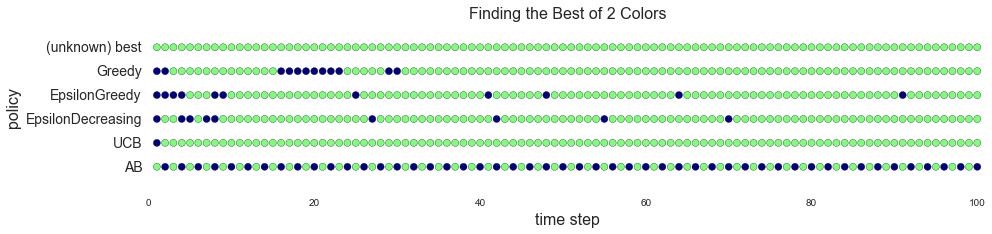 Finding the Best of 2 Colors
policy
(unknown) best
Greedy
EpsilonGreedy
EpsilonDecreasing
UCB
AB
0 20 40 60 80 100
time step